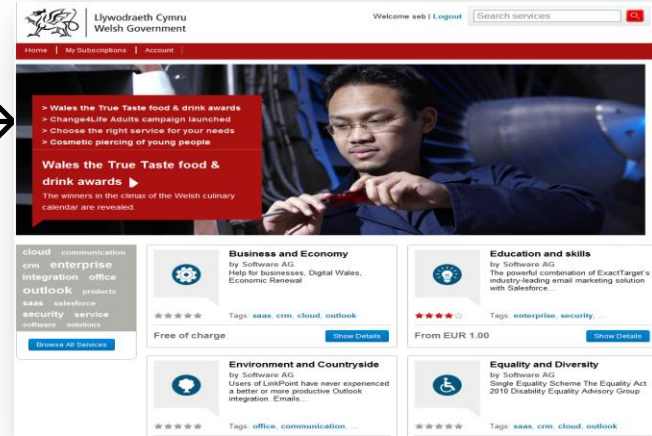 Llywodraeth Cymru
Welsh Government
Welcome seb | Logout
Search services
Home | My Subscriptions | Account |
> Wales the True Taste food & drink awards
> Change4Life Adults campaign launched
> Choose the right service for your needs
> Cosmetic piercing of young people
Wales the True Taste food &
drink awards
The winners in the climax of the Welsh culinary
calendar are revealed.
cloud communication
crm enterprise
integration office
outlook products
saas salesforce
security service
software solutions
Browse All Services
Business and Economy
by Software AG
Help for businesses, Digital Wales,
Economic Renewal
Tags: saas, crm, cloud, outlook
Free of charge
Show Details
Education and skills
by Software AG
The powerful combination of ExactTarget's
industry-leading email marketing solution
with Salesforce...
Tags: enterprise, security, ...
From EUR 1.00
Show Details
Environment and Countryside
by Software AG
Users of LinkPoint have never experienced
a better or more productive Outlook
integration. Emails...
Tags: office, communication, ...
Equality and Diversity
by Software AG
Single Equality Scheme The Equality Act
2010 Disablity Equality Advisory Group
Tags: saas, crm, cloud, outlook